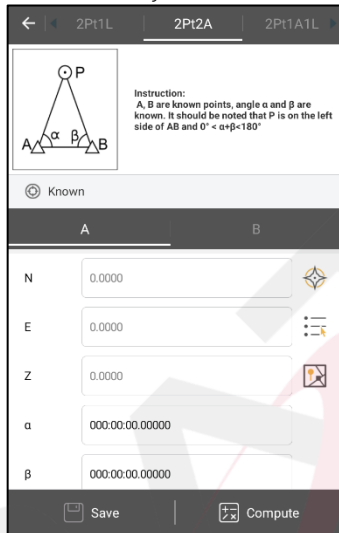 2Pt1L 2Pt2A 2Pt1A1L
P
α β
A B
Instruction:
A, B are known points, angle α and β are
known. It should be noted that P is on the left
side of AB and 0° < α+β<180°
Known
A B
N 0.0000
E 0.0000
Z 0.0000
α 000:00:00.00000
β 000:00:00.00000
Save Compute